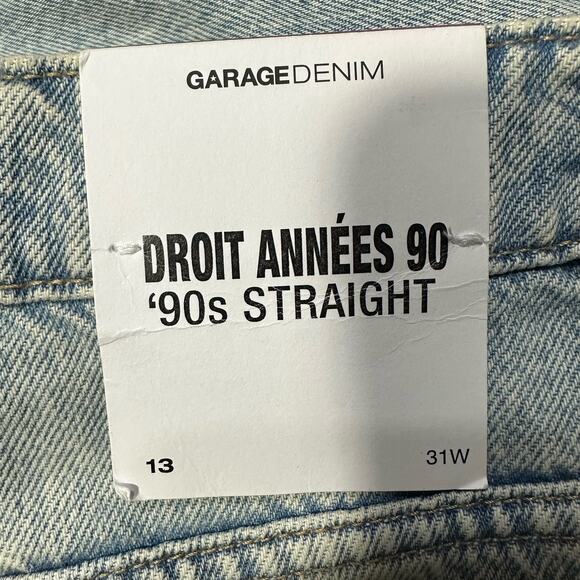 GARAGEDENIM
DROIT ANNÉES 90
‘90s STRAIGHT
13 31W